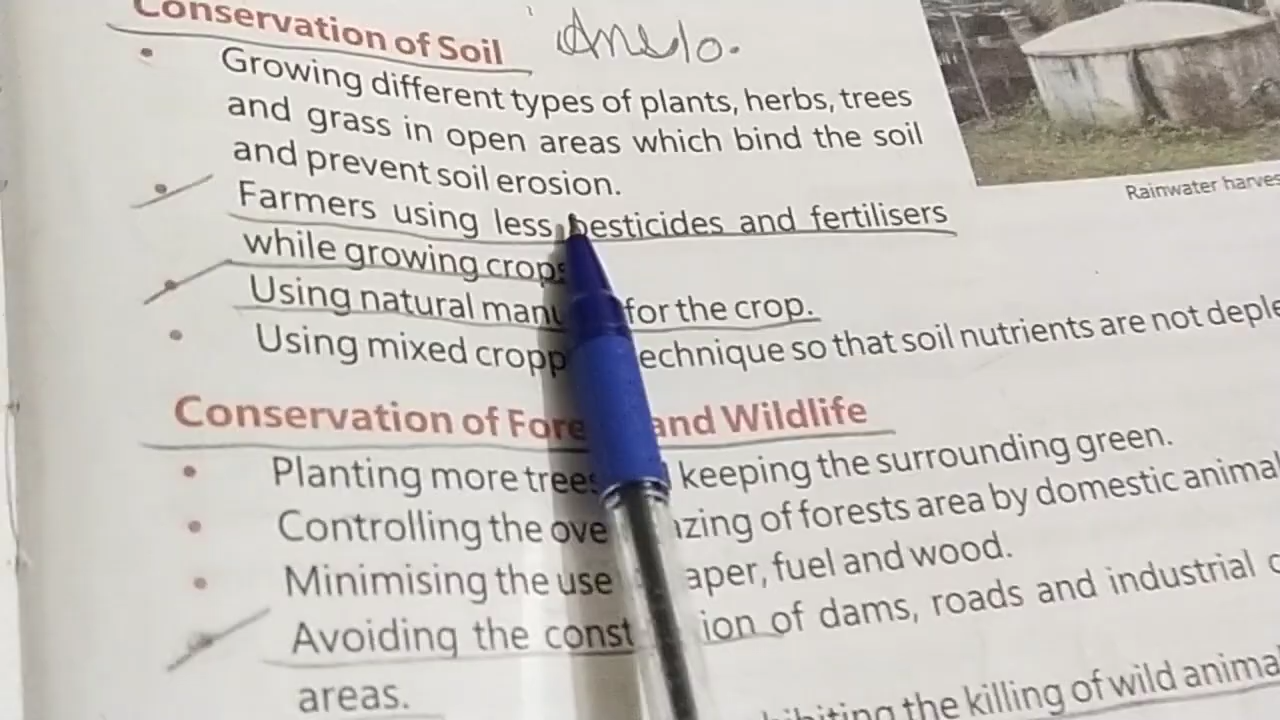 Conservation of Soil
• Growing different types of plants, herbs, trees
and grass in open areas which bind the soil
and prevent soil erosion.
• Farmers using less pesticides and fertilisers
while growing crops
• Using natural manu for the crop.
• Using mixed cropp echnique so that soil nutrients are not deple
Rainwater harves
Conservation of Fore and Wildlife
• Planting more trees keeping the surrounding green.
• Controlling the ove azing of forests area by domestic animal
• Minimising the use aper, fuel and wood.
• Avoiding the const ion of dams, roads and industrial
areas.
hibiting the killing of wild anima